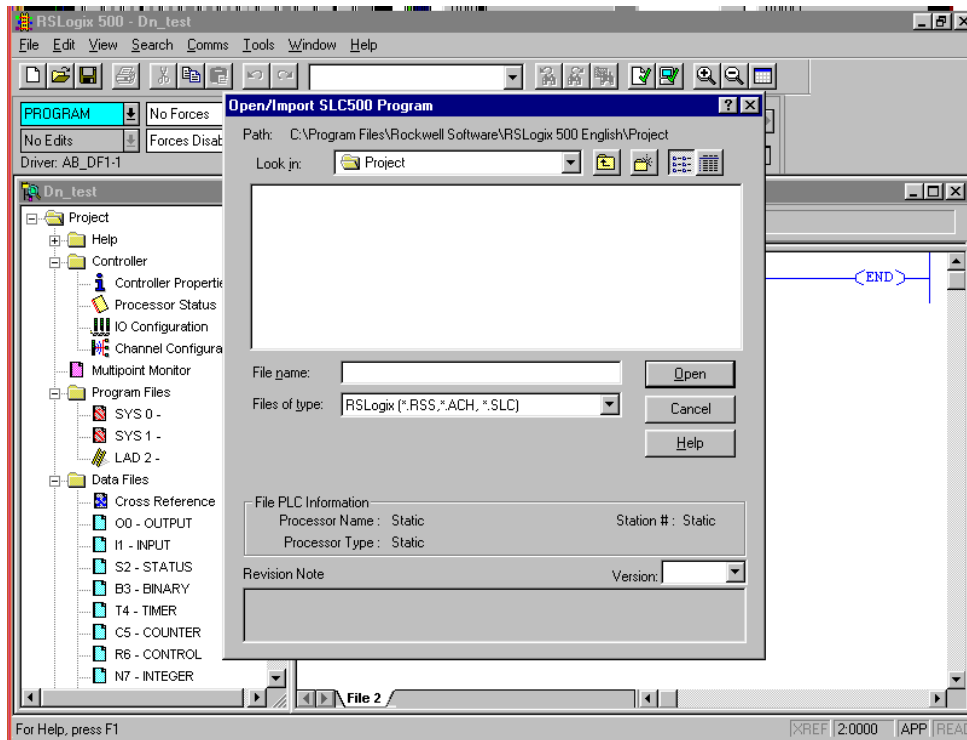 RSLogix 500 - Dn_test
File Edit View Search Comms Tools Window Help
PROGRAM No Forces
No Edits Forces Disab
Driver: AB_DF1-1
Open/Import SLC500 Program
Path: C:\Program Files\Rockwell Software\RSLogix 500 English\Project
Look in: Project
File name:
Open
Files of type: RSLogix (*.RSS,*.ACH, *.SLC)
Cancel
Help
File PLC Information
Processor Name : Static Station # : Static
Processor Type : Static
Revision Note Version:
Dn_test
Project
Help
Controller
Controller Propertie
Processor Status
IO Configuration
Channel Configura
Multipoint Monitor
Program Files
SYS 0 -
SYS 1 -
LAD 2 -
Data Files
Cross Reference
O0 - OUTPUT
I1 - INPUT
S2 - STATUS
B3 - BINARY
T4 - TIMER
C5 - COUNTER
R6 - CONTROL
N7 - INTEGER
END
File 2
For Help, press F1
XREF 2:0000 APP READ